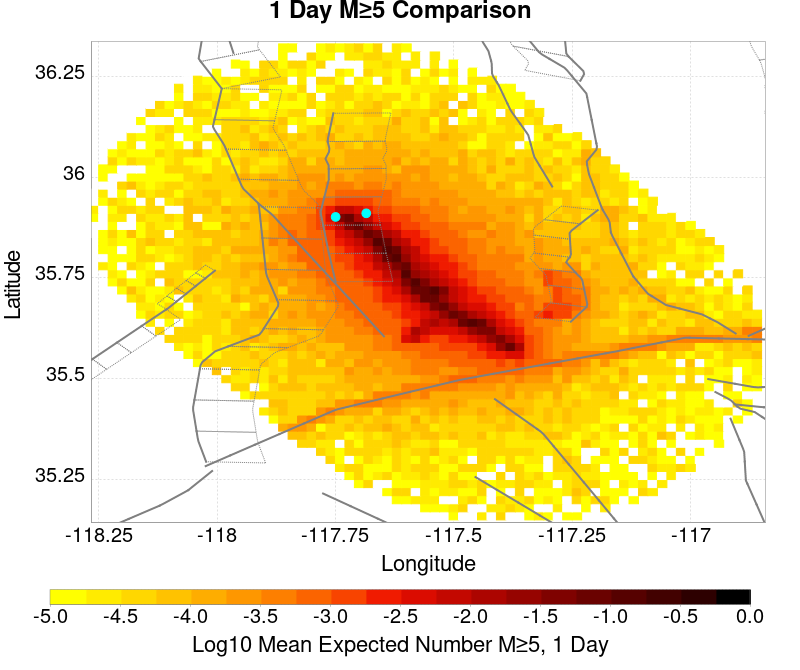 1 Day M≥5 Comparison
36.25
36
35.75
35.5
35.25
Latitude
-118.25 -118 -117.75 -117.5 -117.25 -117
Longitude
-5.0 -4.5 -4.0 -3.5 -3.0 -2.5 -2.0 -1.5 -1.0 -0.5 0.0
Log10 Mean Expected Number M≥5, 1 Day